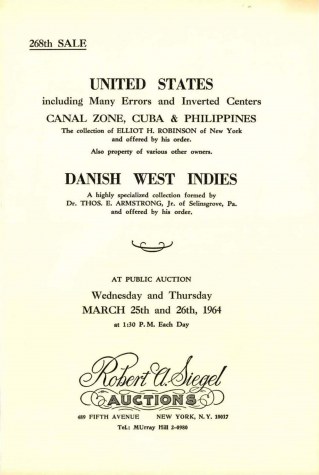 268th SALE
UNITED STATES
including Many Errors and Inverted Centers
CANAL ZONE, CUBA & PHILIPPINES
The collection of ELLIOT H. ROBINSON of New York
and offered by his order.
Also property of various other owners.
DANISH WEST INDIES
A highly specialized collection formed by
Dr. THOS. E. ARMSTRONG, Jr. of Selinsgrove, Pa.
and offered by his order.
AT PUBLIC AUCTION
Wednesday and Thursday
MARCH 25th and 26th, 1964
at 1:30 P. M. Each Day
Robert A. Siegel
AUCTIONS
489 FIFTH AVENUE NEW YORK, N. Y. 10017
Tel.: MUrray Hill 3-0980